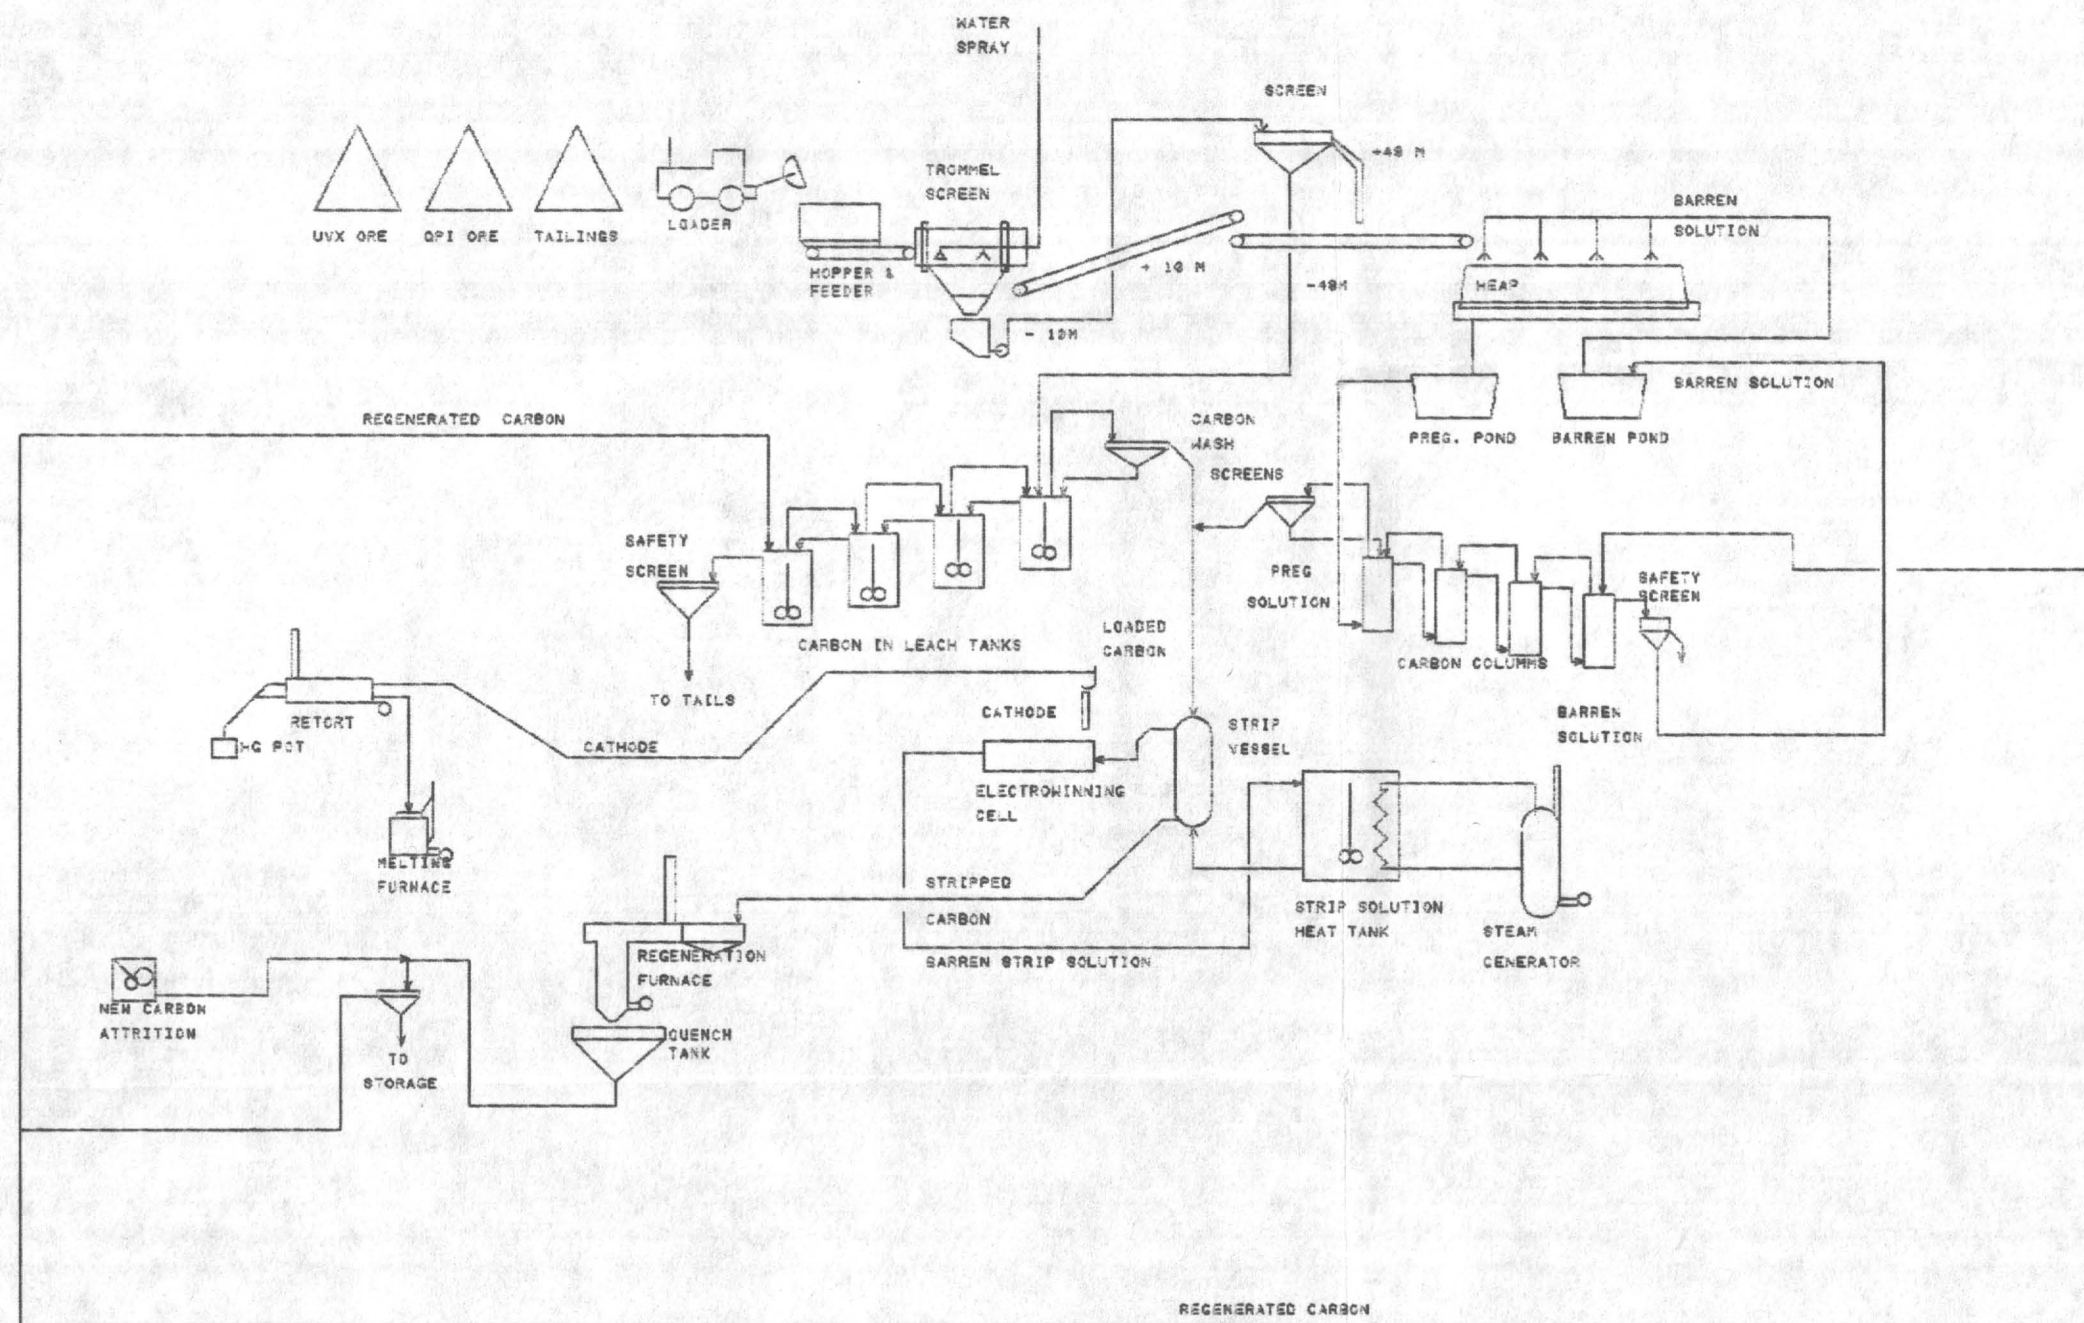 WATER
SPRAY
SCREEN
+48 M
TROMMEL
SCREEN
LOADER
UVX ORE
OPI ORE
TAILINGS
HOPPER &
FEEDER
+ 10 M
- 10M
-48M
BARREN
SOLUTION
HEAP
BARREN SOLUTION
PREG. POND
BARREN POND
REGENERATED CARBON
CARBON
WASH
SCREENS
SAFETY
SCREEN
PREG
SOLUTION
SAFETY
SCREEN
CARBON IN LEACH TANKS
LOADED
CARBON
CARBON COLUMMS
TO TAILS
RETORT
HG POT
CATHODE
CATHODE
STRIP
VESSEL
BARREN
SOLUTION
ELECTROWINNING
CELL
MELTING
FURNACE
STRIPPED
CARBON
STRIP SOLUTION
HEAT TANK
STEAM
GENERATOR
BARREN STRIP SOLUTION
REGENERATION
FURNACE
NEW CARBON
ATTRITION
QUENCH
TANK
TO
STORAGE
REGENERATED CARBON